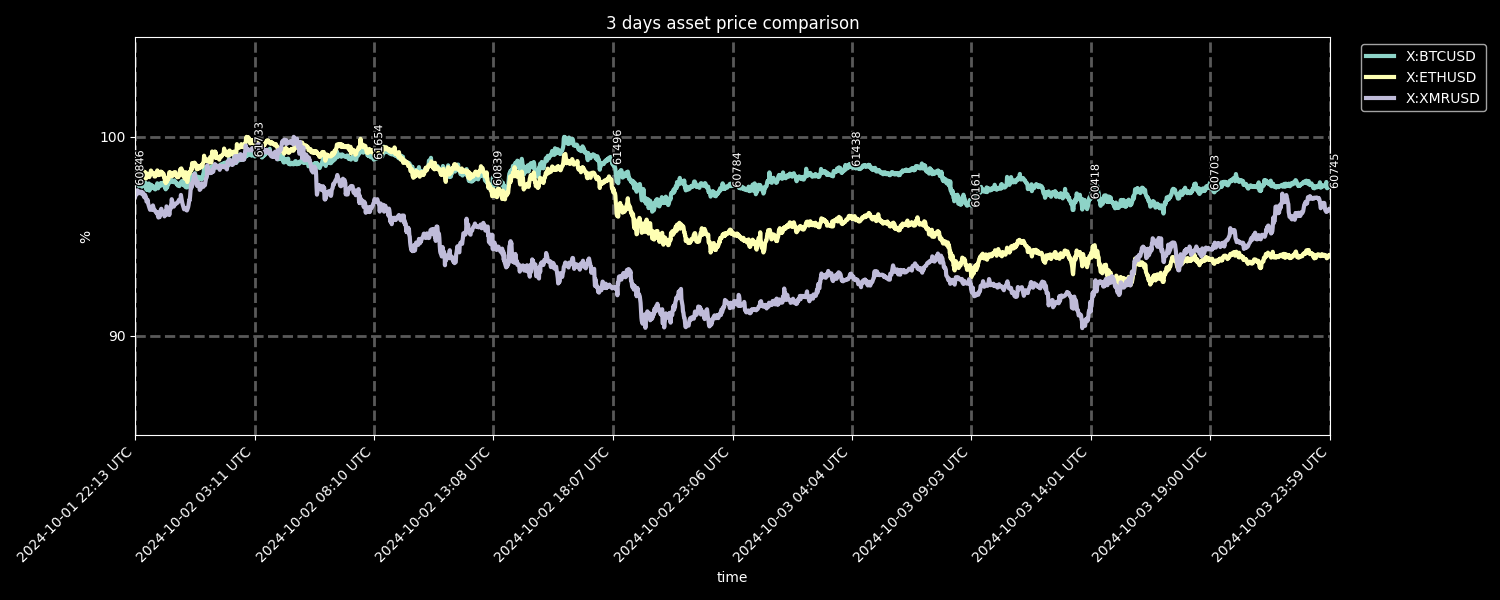 3 days asset price comparison
X:BTCUSD
X:ETHUSD
X:XMRUSD
%
100
90
60846
61733
61654
60839
61496
60784
61438
60161
60418
60703
60745
2024-10-01 22:13 UTC
2024-10-02 03:11 UTC
2024-10-02 08:10 UTC
2024-10-02 13:08 UTC
2024-10-02 18:07 UTC
2024-10-02 23:06 UTC
2024-10-03 04:04 UTC
2024-10-03 09:03 UTC
2024-10-03 14:01 UTC
2024-10-03 19:00 UTC
2024-10-03 23:59 UTC
time